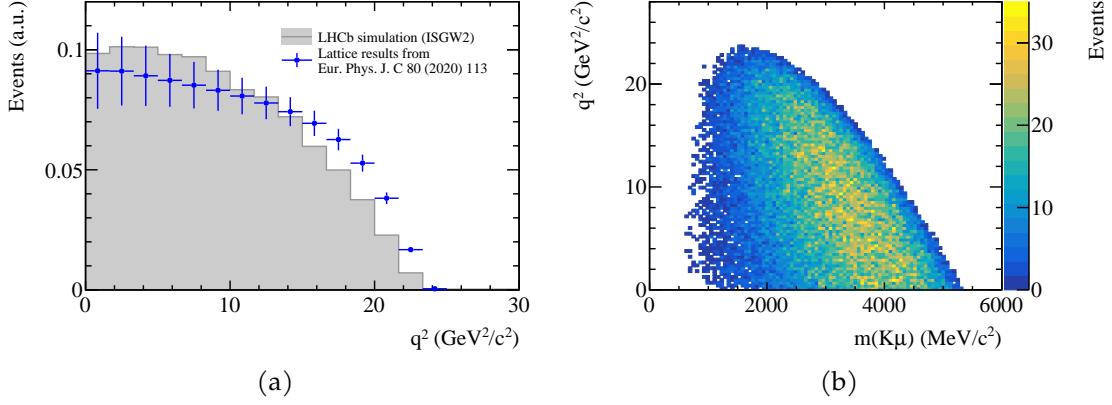 Events (a.u.)
0.1
0.05
0
LHCb simulation (ISGW2)
Lattice results from
Eur. Phys. J. C 80 (2020) 113
0 10 20 30
q² (GeV²/c²)
(a)
q² (GeV²/c²)
20
10
0
0 2000 4000 6000
m(Kμ) (MeV/c²)
Events
30
20
10
0
(b)